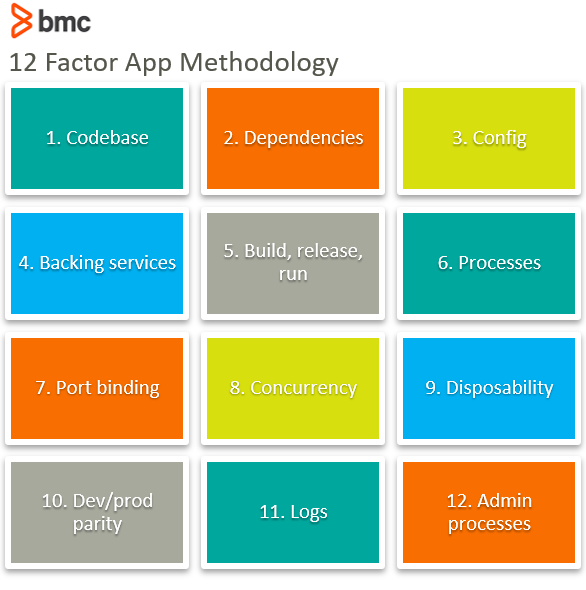 bmc
12 Factor App Methodology
1. Codebase
2. Dependencies
3. Config
4. Backing services
5. Build, release,
run
6. Processes
7. Port binding
8. Concurrency
9. Disposability
10. Dev/prod
parity
11. Logs
12. Admin
processes